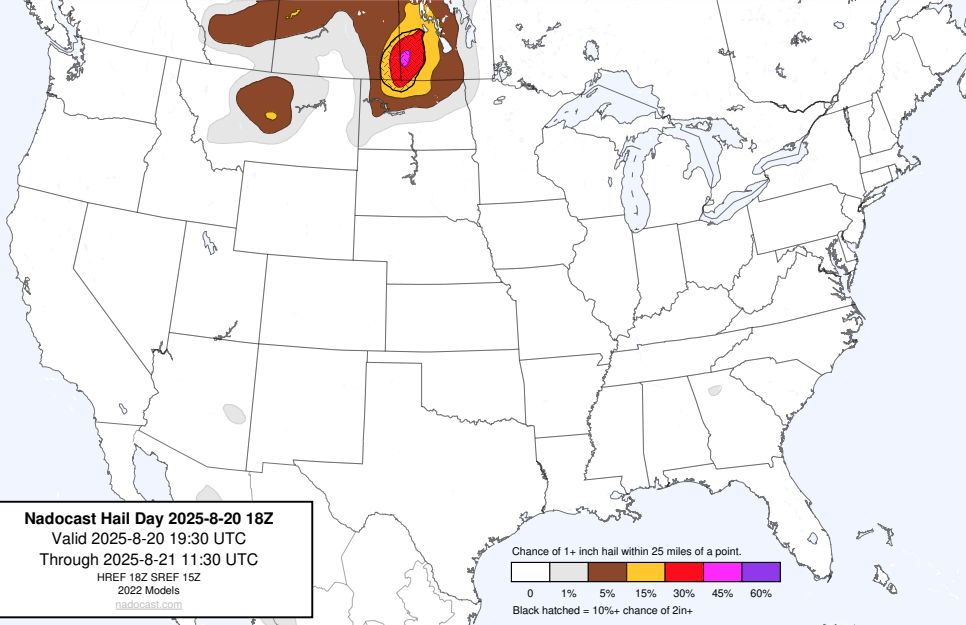 Nadocast Hail Day 2025-8-20 18Z
Valid 2025-8-20 19:30 UTC
Through 2025-8-21 11:30 UTC
HREF 18Z SREF 15Z
2022 Models
nadocast.com
Chance of 1+ inch hail within 25 miles of a point.
0 1% 5% 15% 30% 45% 60%
Black hatched = 10%+ chance of 2in+